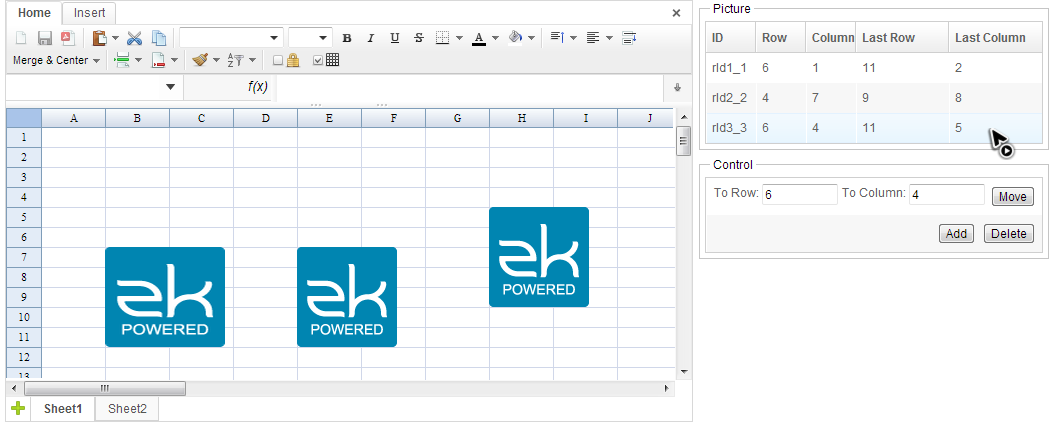 Home Insert
B I U S A
Merge & Center A Z
f(x)
A B C D E F G H I J
1
2
3
4
5
6
7
8
9
10
11
12
13
zk POWERED
zk POWERED
zk POWERED
Sheet1 Sheet2
Picture
ID Row Column Last Row Last Column
rId1_1 6 1 11 2
rId2_2 4 7 9 8
rId3_3 6 4 11 5
Control
To Row: 6 To Column: 4 Move
Add Delete